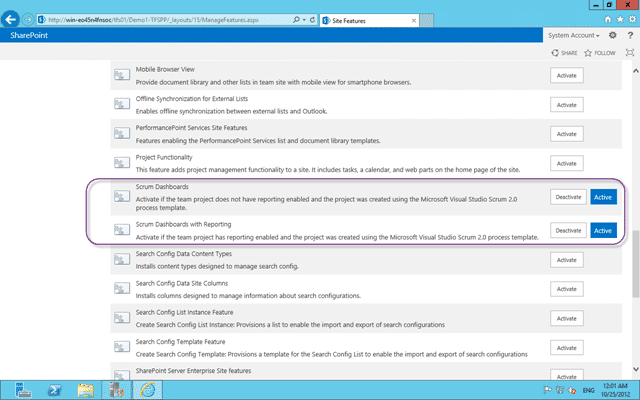 http://win-eo45n4fnsoc/tfs01/Demo1-TFSPP/_layouts/15/ManageFeatures.aspx
Site Features
SharePoint
System Account
SHARE
FOLLOW
Mobile Browser View
Provide document library and other lists in team site with mobile view for smartphone browsers.
Activate
Offline Synchronization for External Lists
Enables offline synchronization between external lists and Outlook.
Activate
PerformancePoint Services Site Features
Features enabling the PerformancePoint Services list and document library templates.
Activate
Project Functionality
This feature adds project management functionality to a site. It includes tasks, a calendar, and web parts on the home page of the site.
Activate
Scrum Dashboards
Activate if the team project does not have reporting enabled and the project was created using the Microsoft Visual Studio Scrum 2.0
process template.
Deactivate
Active
Scrum Dashboards with Reporting
Activate if the team project has reporting enabled and the project was created using the Microsoft Visual Studio Scrum 2.0 process template.
Deactivate
Active
Search Config Data Content Types
Installs content types designed to manage search config.
Activate
Search Config Data Site Columns
Installs columns designed to manage information about search configurations.
Activate
Search Config List Instance Feature
Create Search Config List Instance: Provisions a list to enable the import and export of search configurations
Activate
Search Config Template Feature
Create Search Config Template: Provisions a template for the Search Config List to enable the import and export of search configurations
Activate
SharePoint Server Enterprise Site features
Activate
ENG
12:01 AM
10/25/2012